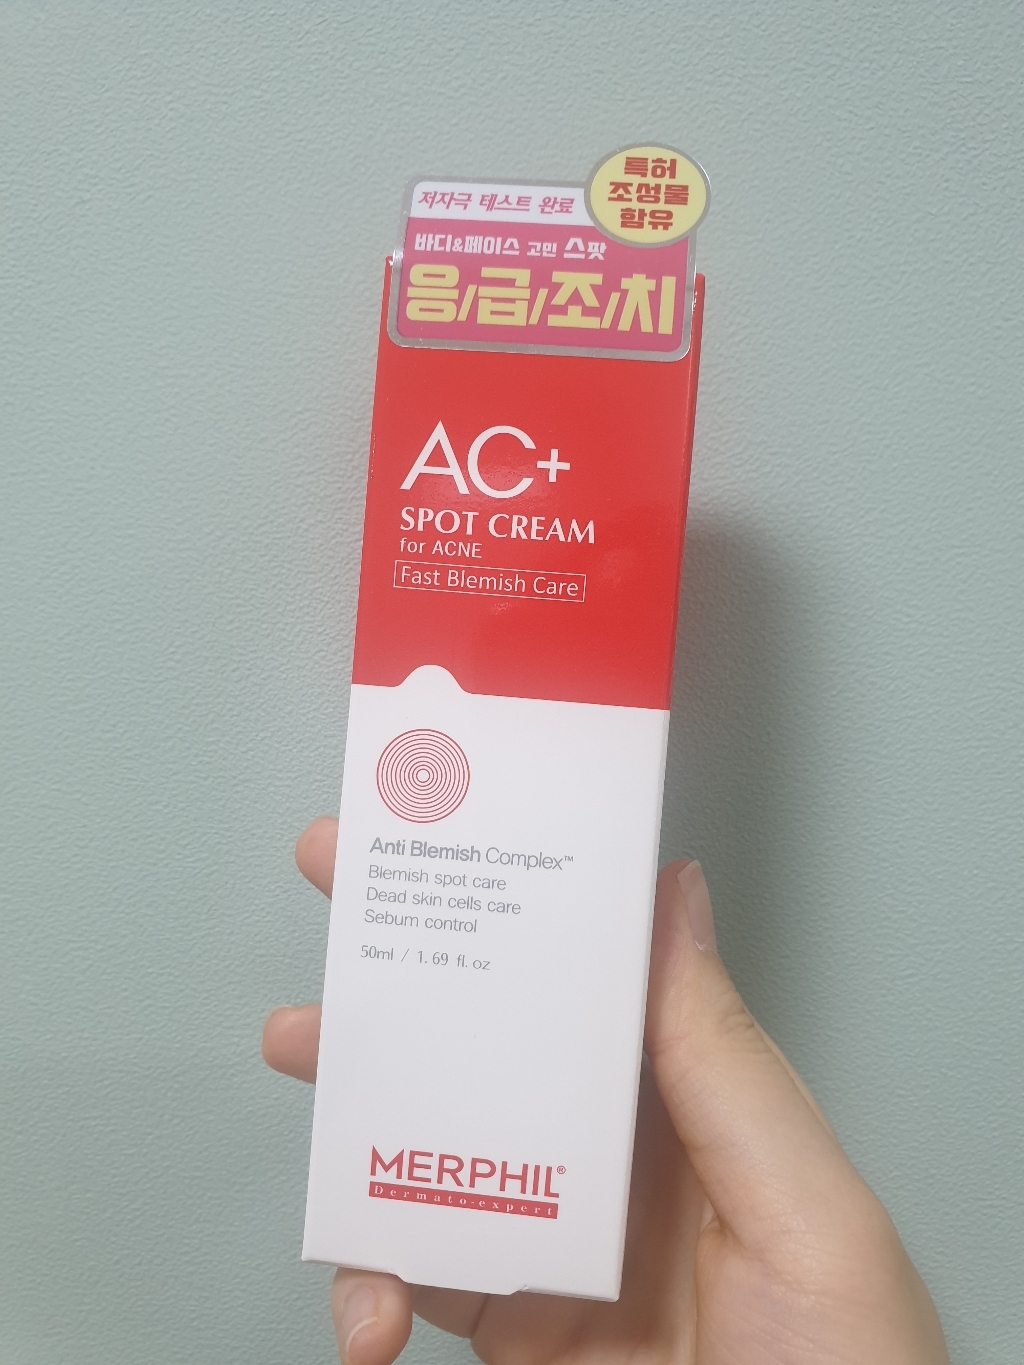 특허
조성물
함유
저자극 테스트 완료
바디&페이스 고민 스팟
응/급/조/치
AC+
SPOT CREAM
for ACNE
Fast Blemish Care
Anti Blemish Complex™
Blemish spot care
Dead skin cells care
Sebum control
50ml / 1.69 fl. oz
MERPHIL®
Dermato-expert